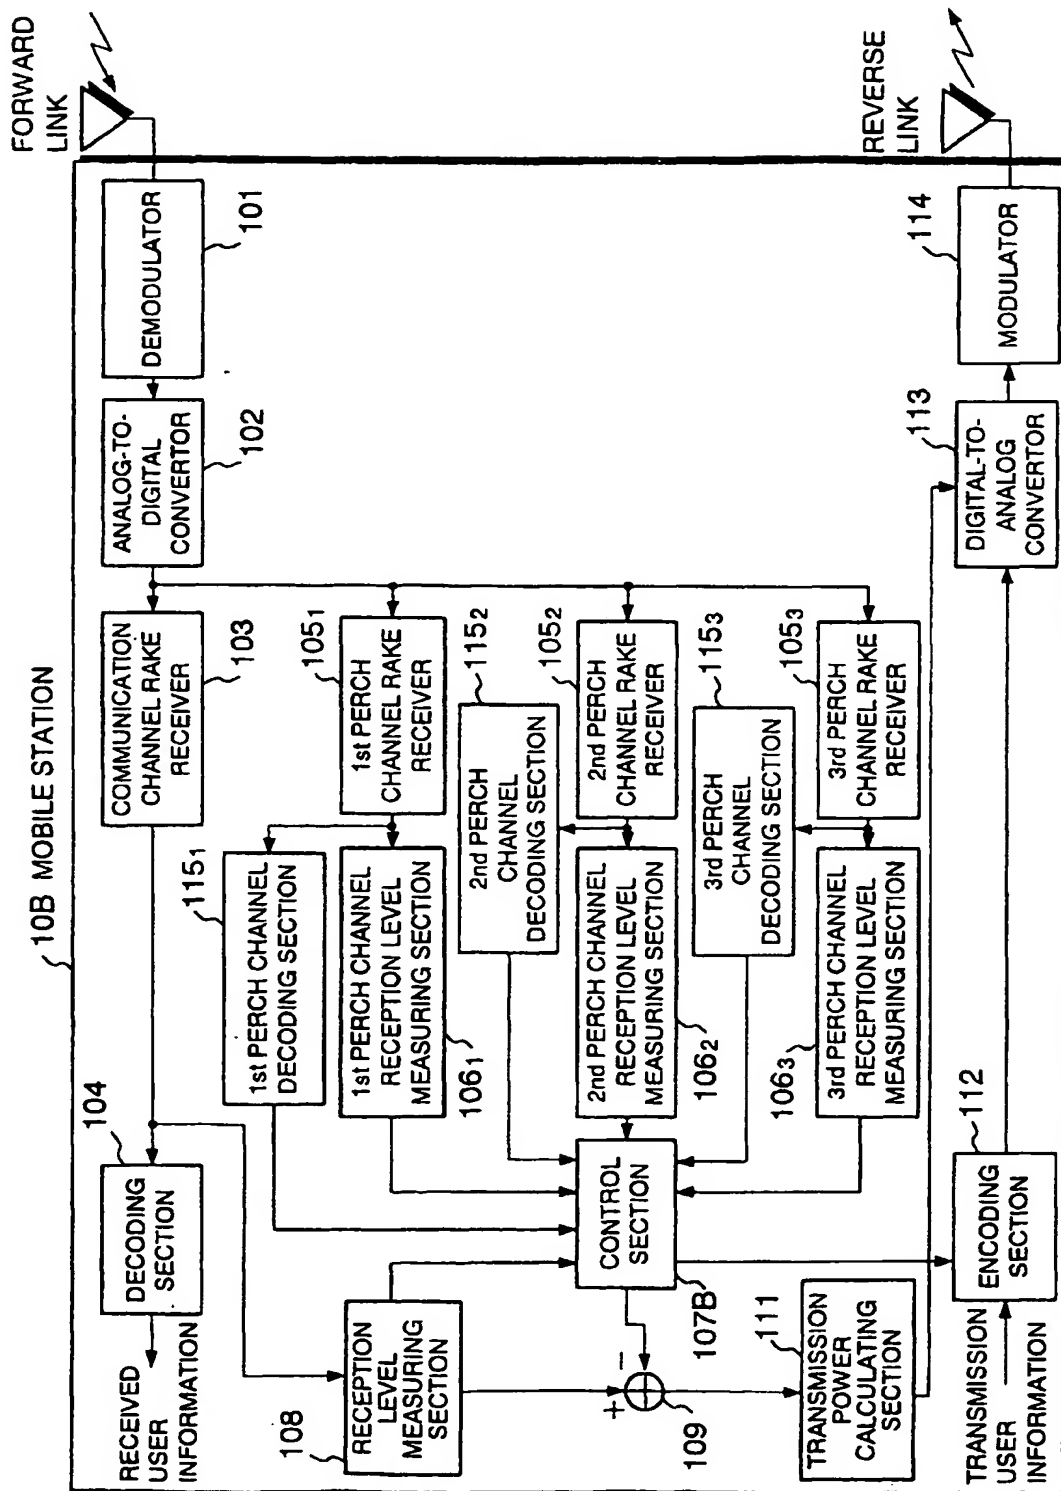 10B MOBILE STATION
FORWARD
LINK
DEMODULATOR
101
ANALOG-TO-
DIGITAL
CONVERTOR
102
COMMUNICATION
CHANNEL RAKE
RECEIVER
103
104
DECODING
SECTION
RECEIVED
USER
INFORMATION
1st PERCH
CHANNEL RAKE
RECEIVER
1051
1151
1st PERCH CHANNEL
DECODING SECTION
1st PERCH CHANNEL
RECEPTION LEVEL
MEASURING SECTION
1061
1152
2nd PERCH
CHANNEL
DECODING SECTION
1052
2nd PERCH
CHANNEL RAKE
RECEIVER
2nd PERCH CHANNEL
RECEPTION LEVEL
MEASURING SECTION
1062
1153
3rd PERCH
CHANNEL
DECODING SECTION
1053
3rd PERCH
CHANNEL RAKE
RECEIVER
3rd PERCH CHANNEL
RECEPTION LEVEL
MEASURING SECTION
1063
CONTROL
SECTION
107B
RECEPTION
LEVEL
MEASURING
SECTION
108
+
−
109
111
TRANSMISSION
POWER
CALCULATING
SECTION
TRANSMISSION
USER
INFORMATION
112
ENCODING
SECTION
113
DIGITAL-TO-
ANALOG
CONVERTOR
114
MODULATOR
REVERSE
LINK